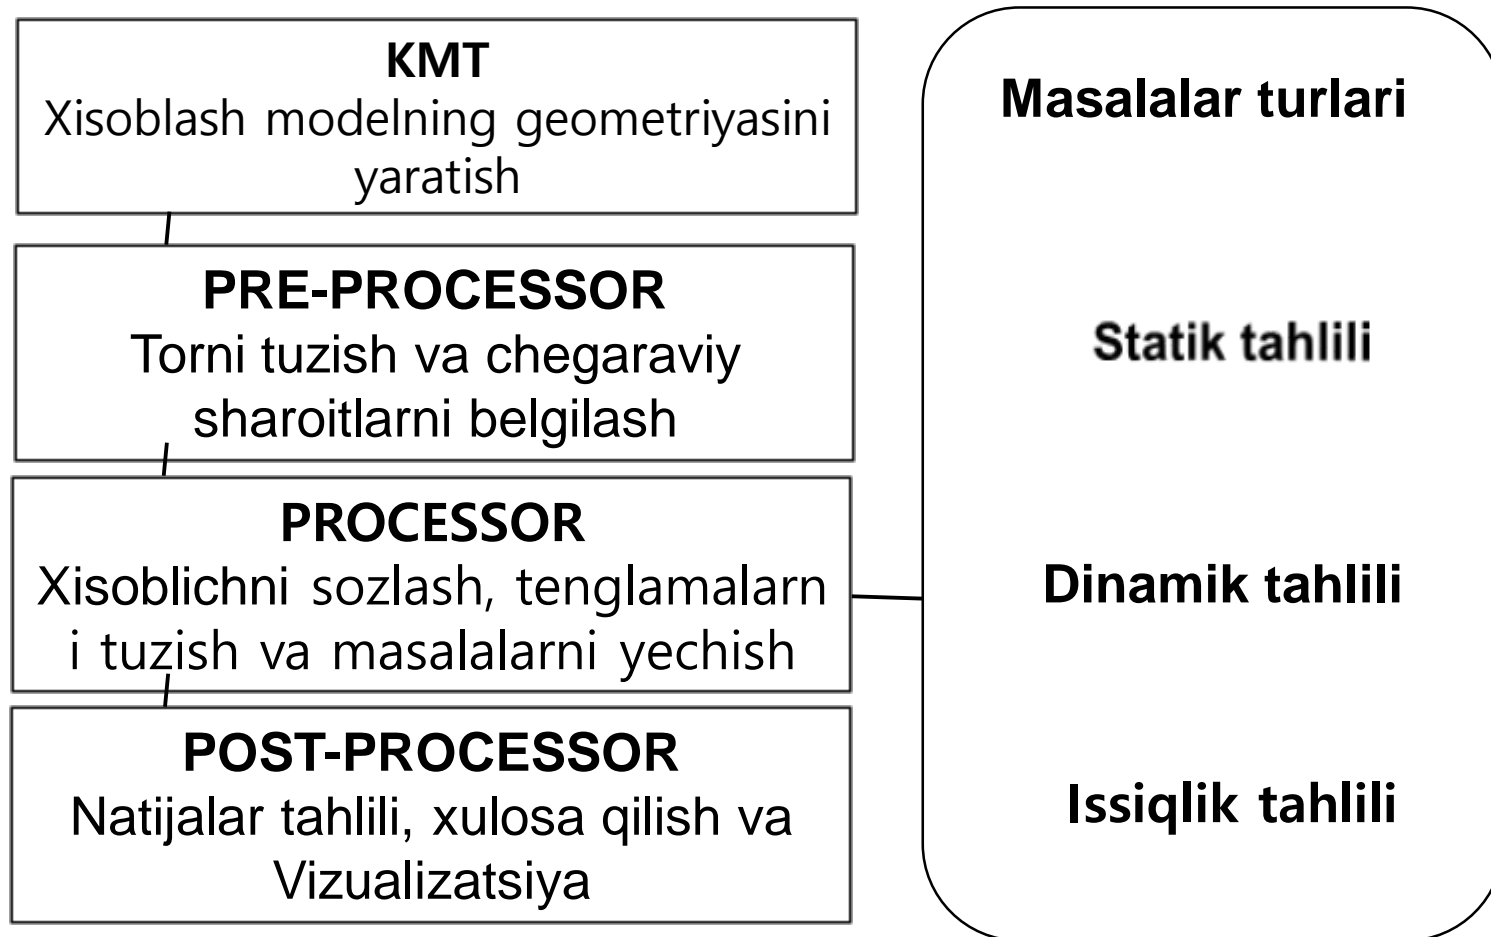 KMT
Xisoblash modelning geometriyasini
yaratish
PRE-PROCESSOR
Torni tuzish va chegaraviy
sharoitlarni belgilash
PROCESSOR
Xisoblichni sozlash, tenglamalarn
i tuzish va masalalarni yechish
POST-PROCESSOR
Natijalar tahlili, xulosa qilish va
Vizualizatsiya
Masalalar turlari
Statik tahlili
Dinamik tahlili
Issiqlik tahlili